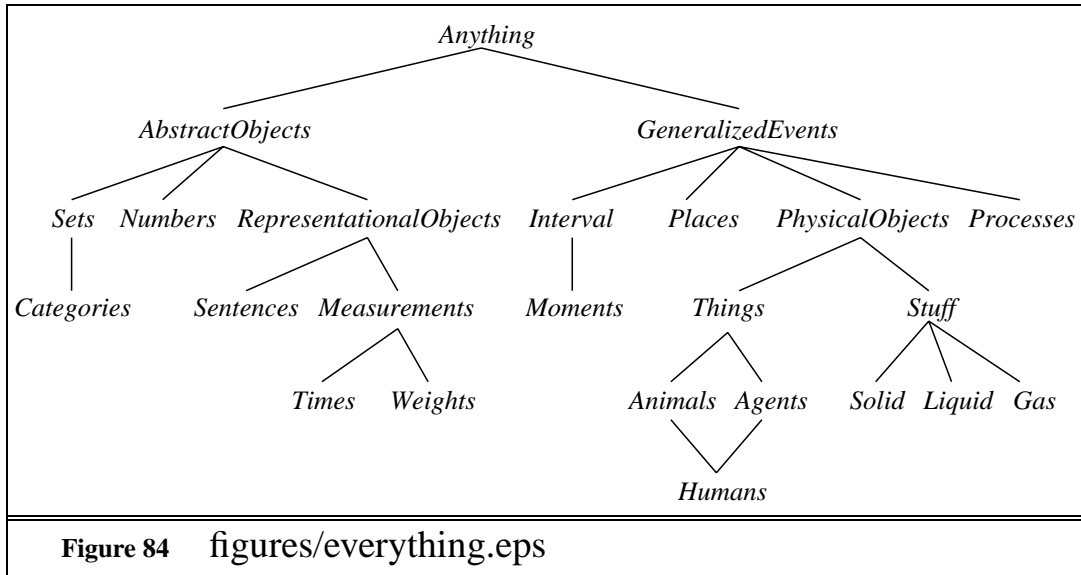 Anything
AbstractObjects GeneralizedEvents
Sets Numbers RepresentationalObjects Interval Places PhysicalObjects Processes
Categories Sentences Measurements Moments Things Stuff
Times Weights Animals Agents Solid Liquid Gas
Humans
Figure 84 figures/everything.eps